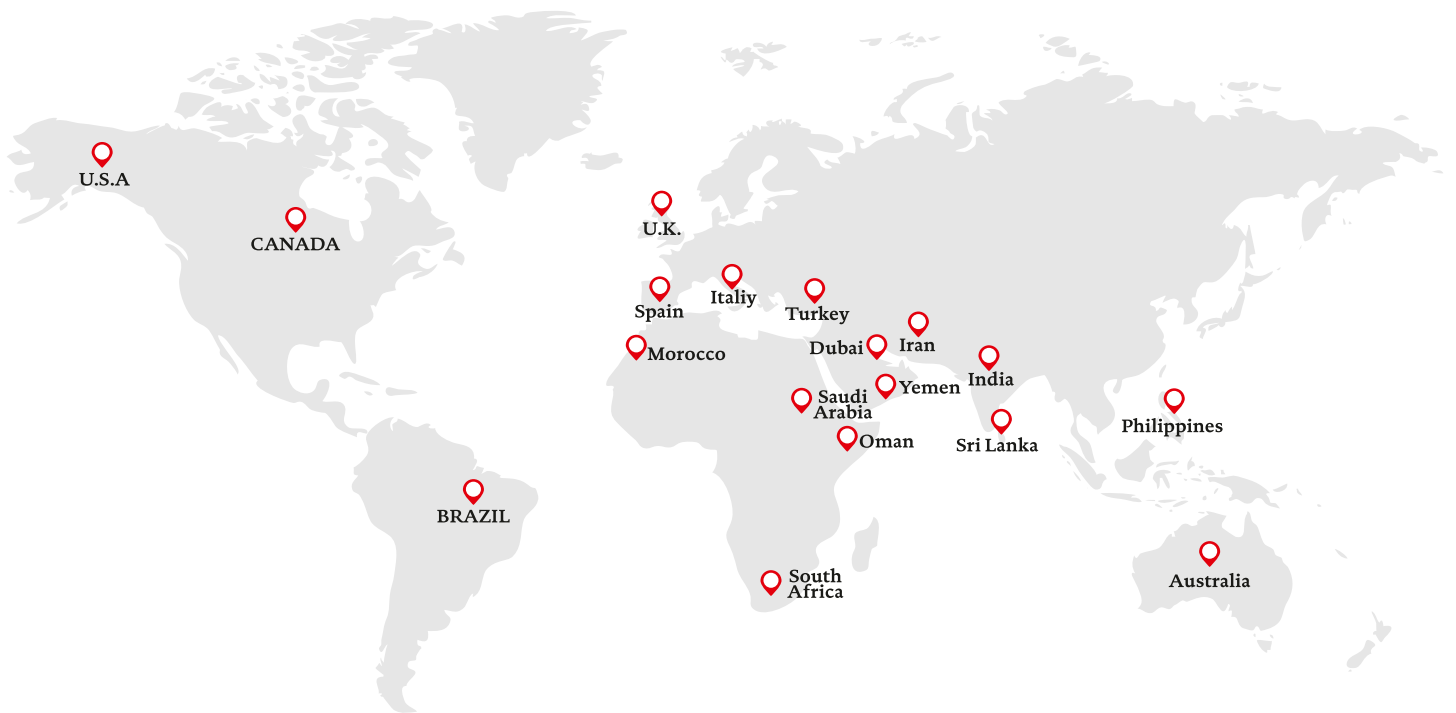 U.S.A
CANADA
U.K.
Italiy
Spain
Turkey
Iran
Dubai
Morocco
India
Yemen
Saudi
Arabia
Philippines
Oman
Sri Lanka
BRAZIL
South
Africa
Australia